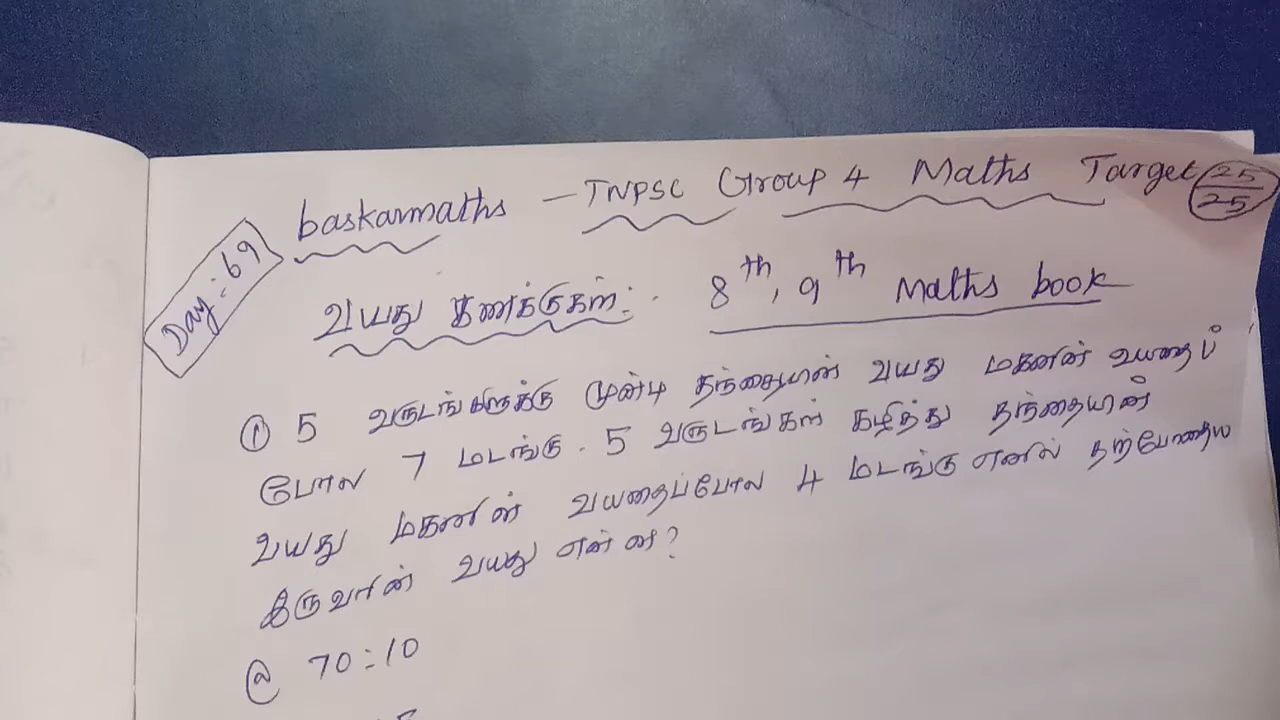 baskarmaths – TNPSC Group 4 Maths Target 25/25
Day: 69
வயது கணக்குகள்: 8th, 9th Maths book
① 5 வருடங்களுக்கு முன்பு தந்தையின் வயது மகனின் வயதைப்
போல 7 மடங்கு. 5 வருடங்கள் கழித்து தந்தையின்
வயது மகனின் வயதைப்போல 4 மடங்கு எனில் தற்போதைய
இருவரின் வயது என்ன?
ⓐ 70:10